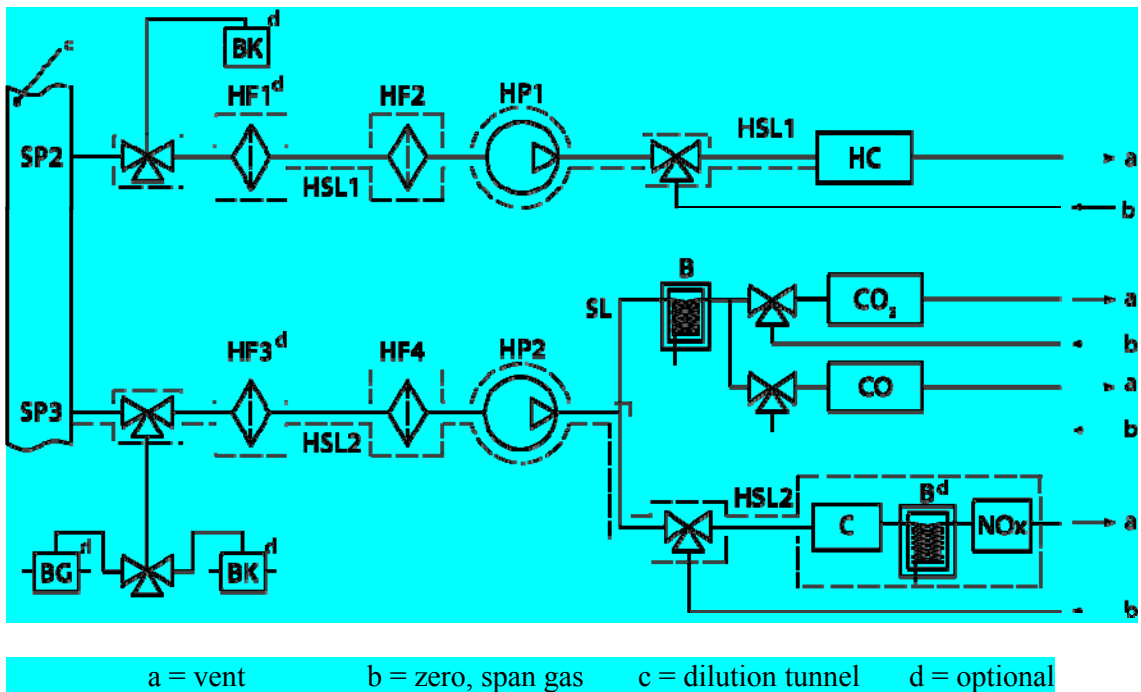 c
BK d
HF1 d
HF2
HP1
HSL1
SP2
HC
a
HSL1
b
B
SL
CO2
a
b
HF3 d
HF4
HP2
CO
a
SP3
b
HSL2
HSL2
B d
C
NOx
a
BG d
BK d
b
a = vent b = zero, span gas c = dilution tunnel d = optional